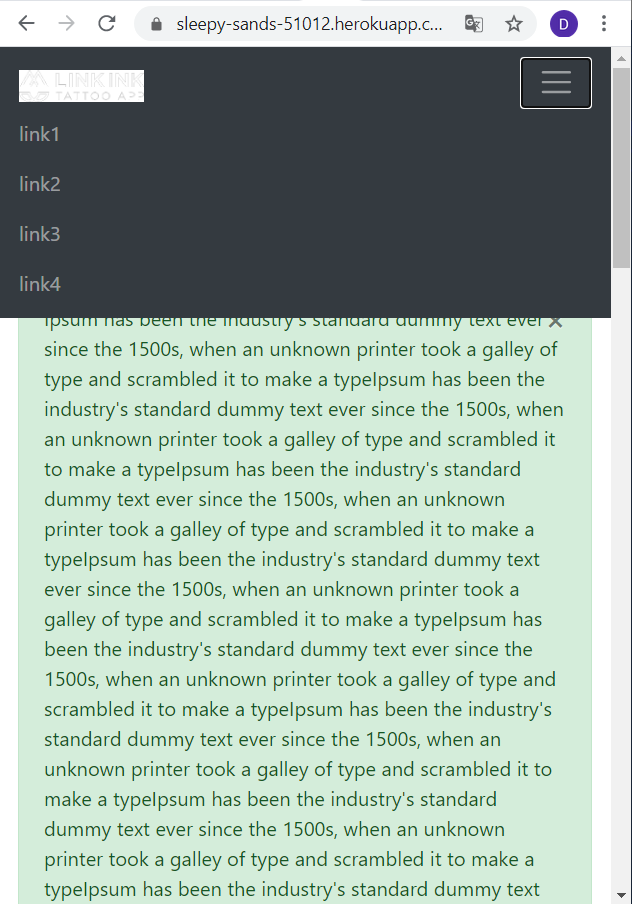 sleepy-sands-51012.herokuapp.c...
D
LINK INK
TATTOO APP
link1
link2
link3
link4
Ipsum has been the industry's standard dummy text ever ×
since the 1500s, when an unknown printer took a galley of
type and scrambled it to make a typeIpsum has been the
industry's standard dummy text ever since the 1500s, when
an unknown printer took a galley of type and scrambled it
to make a typeIpsum has been the industry's standard
dummy text ever since the 1500s, when an unknown
printer took a galley of type and scrambled it to make a
typeIpsum has been the industry's standard dummy text
ever since the 1500s, when an unknown printer took a
galley of type and scrambled it to make a typeIpsum has
been the industry's standard dummy text ever since the
1500s, when an unknown printer took a galley of type and
scrambled it to make a typeIpsum has been the industry's
standard dummy text ever since the 1500s, when an
unknown printer took a galley of type and scrambled it to
make a typeIpsum has been the industry's standard
dummy text ever since the 1500s, when an unknown
printer took a galley of type and scrambled it to make a
typeIpsum has been the industry's standard dummy text